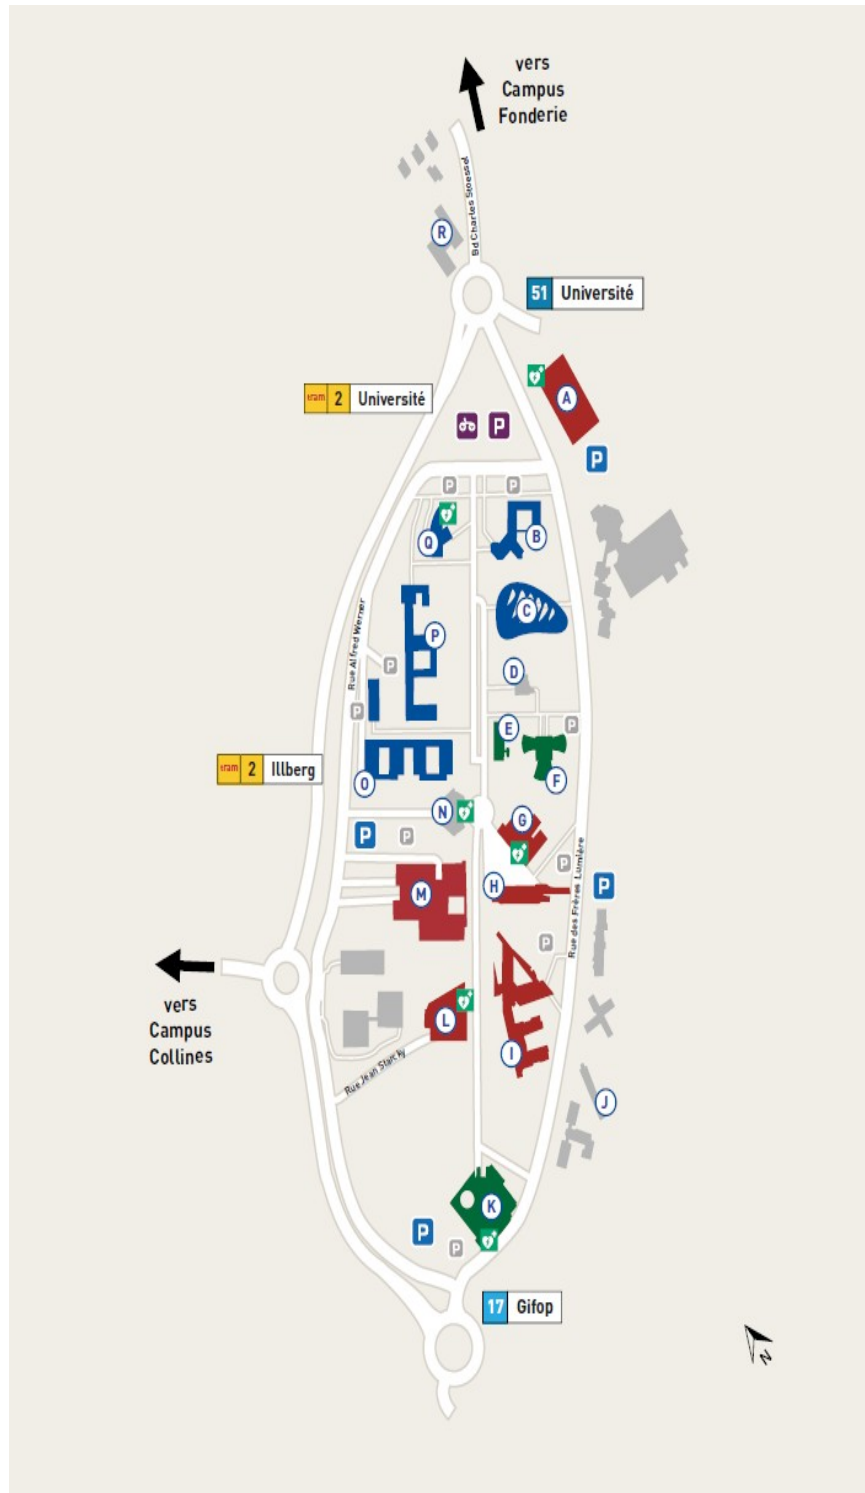 vers
Campus
Fonderie
Bd Charles Stoessel
R
51 Université
A
tram 2 Université
P
P
P
P
Q
B
C
Rue Alfred Werner
P
D
P
P
E
P
F
tram 2 Illberg
O
N
G
P
P
P
Rue des Frères Lumière
M
H
P
P
vers
Campus
Collines
L
I
Rue Jean Starcky
J
K
P
P
17 Gifop
N